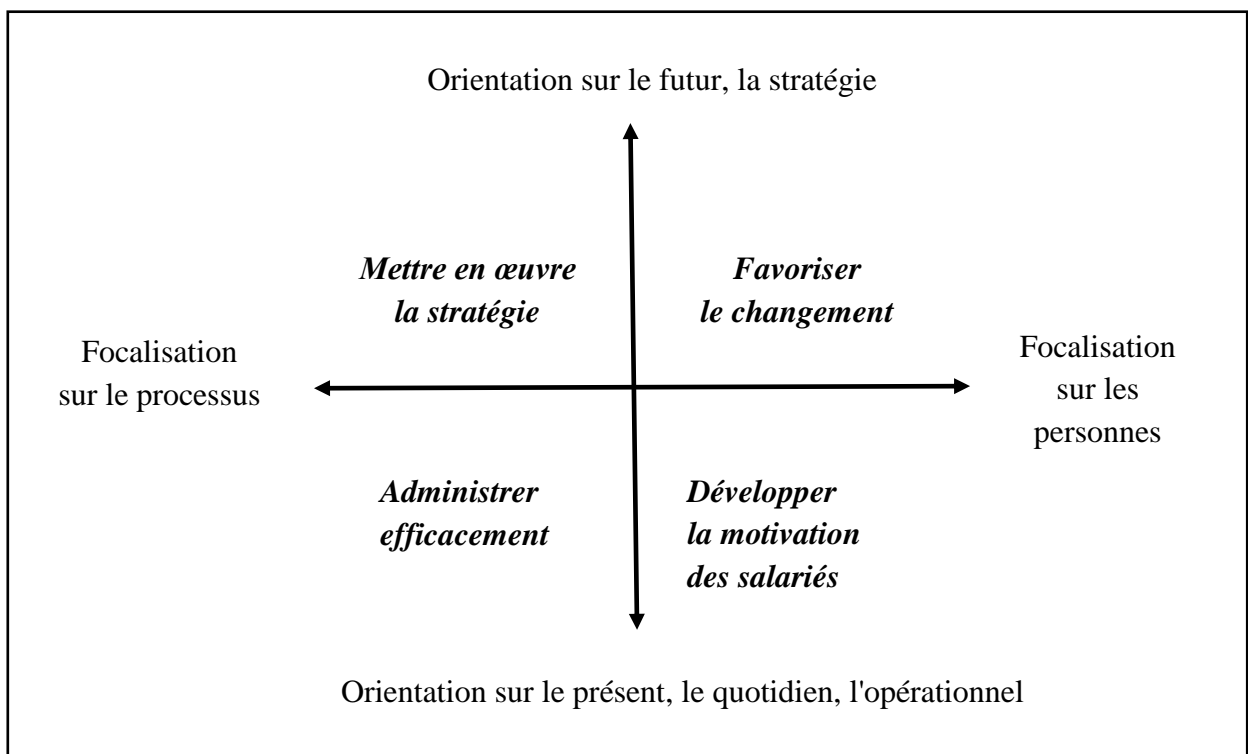 Orientation sur le futur, la stratégie
Mettre en œuvre
la stratégie
Favoriser
le changement
Focalisation
sur le processus
Focalisation
sur les
personnes
Administrer
efficacement
Développer
la motivation
des salariés
Orientation sur le présent, le quotidien, l'opérationnel